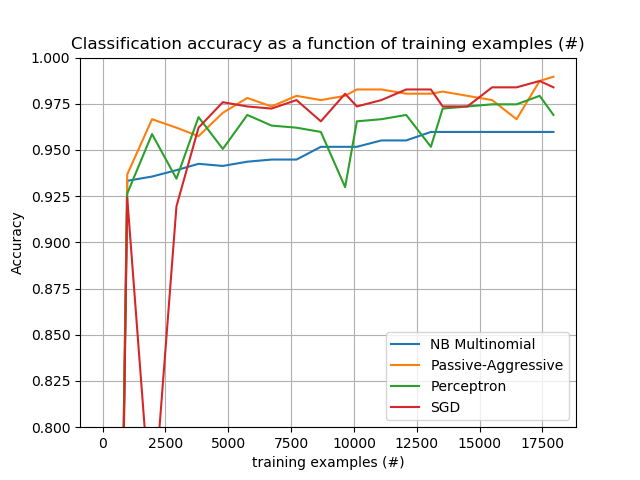 Classification accuracy as a function of training examples (#)
1.000
0.975
0.950
0.925
0.900
0.875
0.850
0.825
0.800
Accuracy
NB Multinomial
Passive-Aggressive
Perceptron
SGD
0 2500 5000 7500 10000 12500 15000 17500
training examples (#)